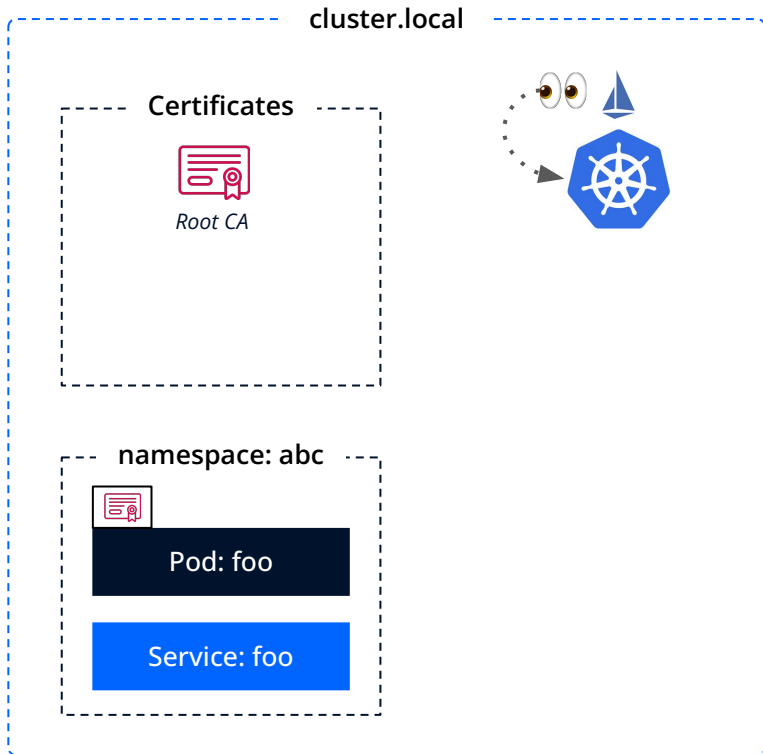 cluster.local
Certificates
Root CA
namespace: abc
Pod: foo
Service: foo